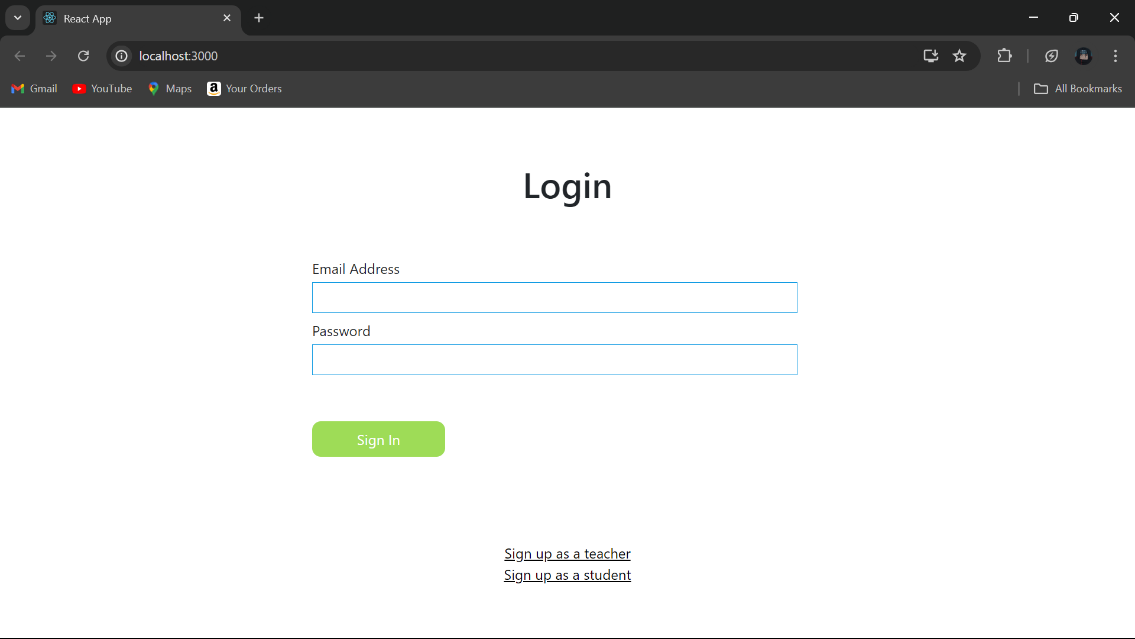 React App
localhost:3000
Gmail YouTube Maps a Your Orders All Bookmarks
Login
Email Address
Password
Sign In
Sign up as a teacher
Sign up as a student